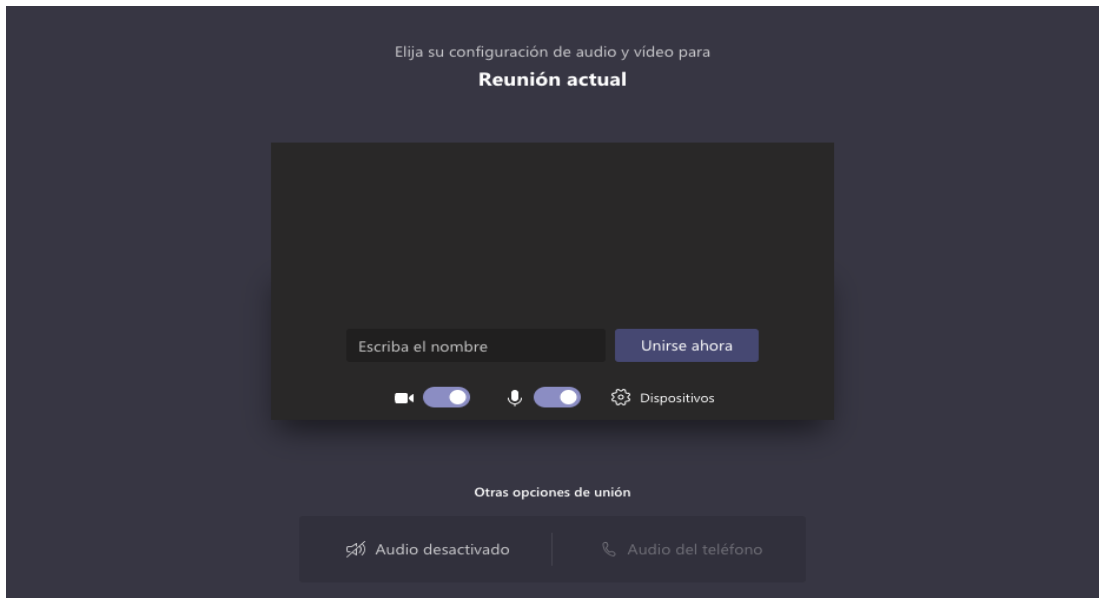 Elija su configuración de audio y vídeo para
Reunión actual
Escriba el nombre
Unirse ahora
Dispositivos
Otras opciones de unión
Audio desactivado
Audio del teléfono